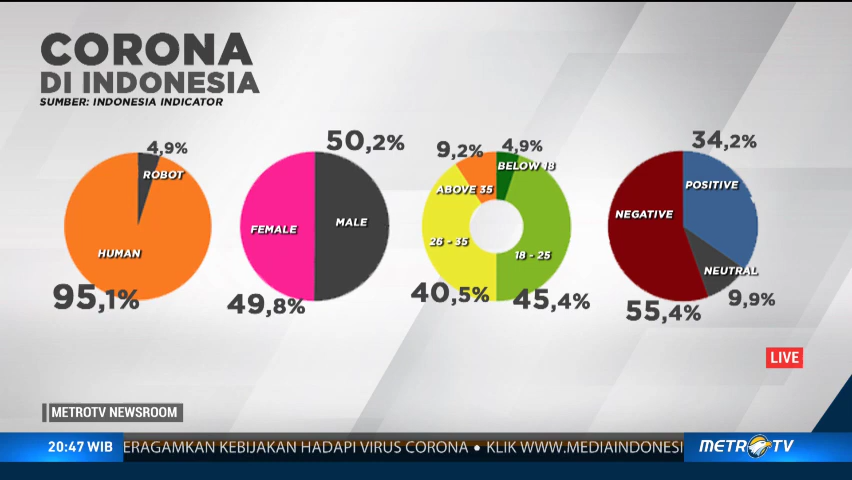 CORONA
DI INDONESIA
SUMBER: INDONESIA INDICATOR
4,9%
ROBOT
HUMAN
95,1%
50,2%
FEMALE
MALE
49,8%
9,2%
4,9%
BELOW 18
ABOVE 35
26 - 35
18 - 25
40,5%
45,4%
34,2%
POSITIVE
NEGATIVE
NEUTRAL
9,9%
55,4%
LIVE
METROTV NEWSROOM
20:47 WIB
ERAGAMKAN KEBIJAKAN HADAPI VIRUS CORONA • KLIK WWW.MEDIAINDONESI
METRO TV